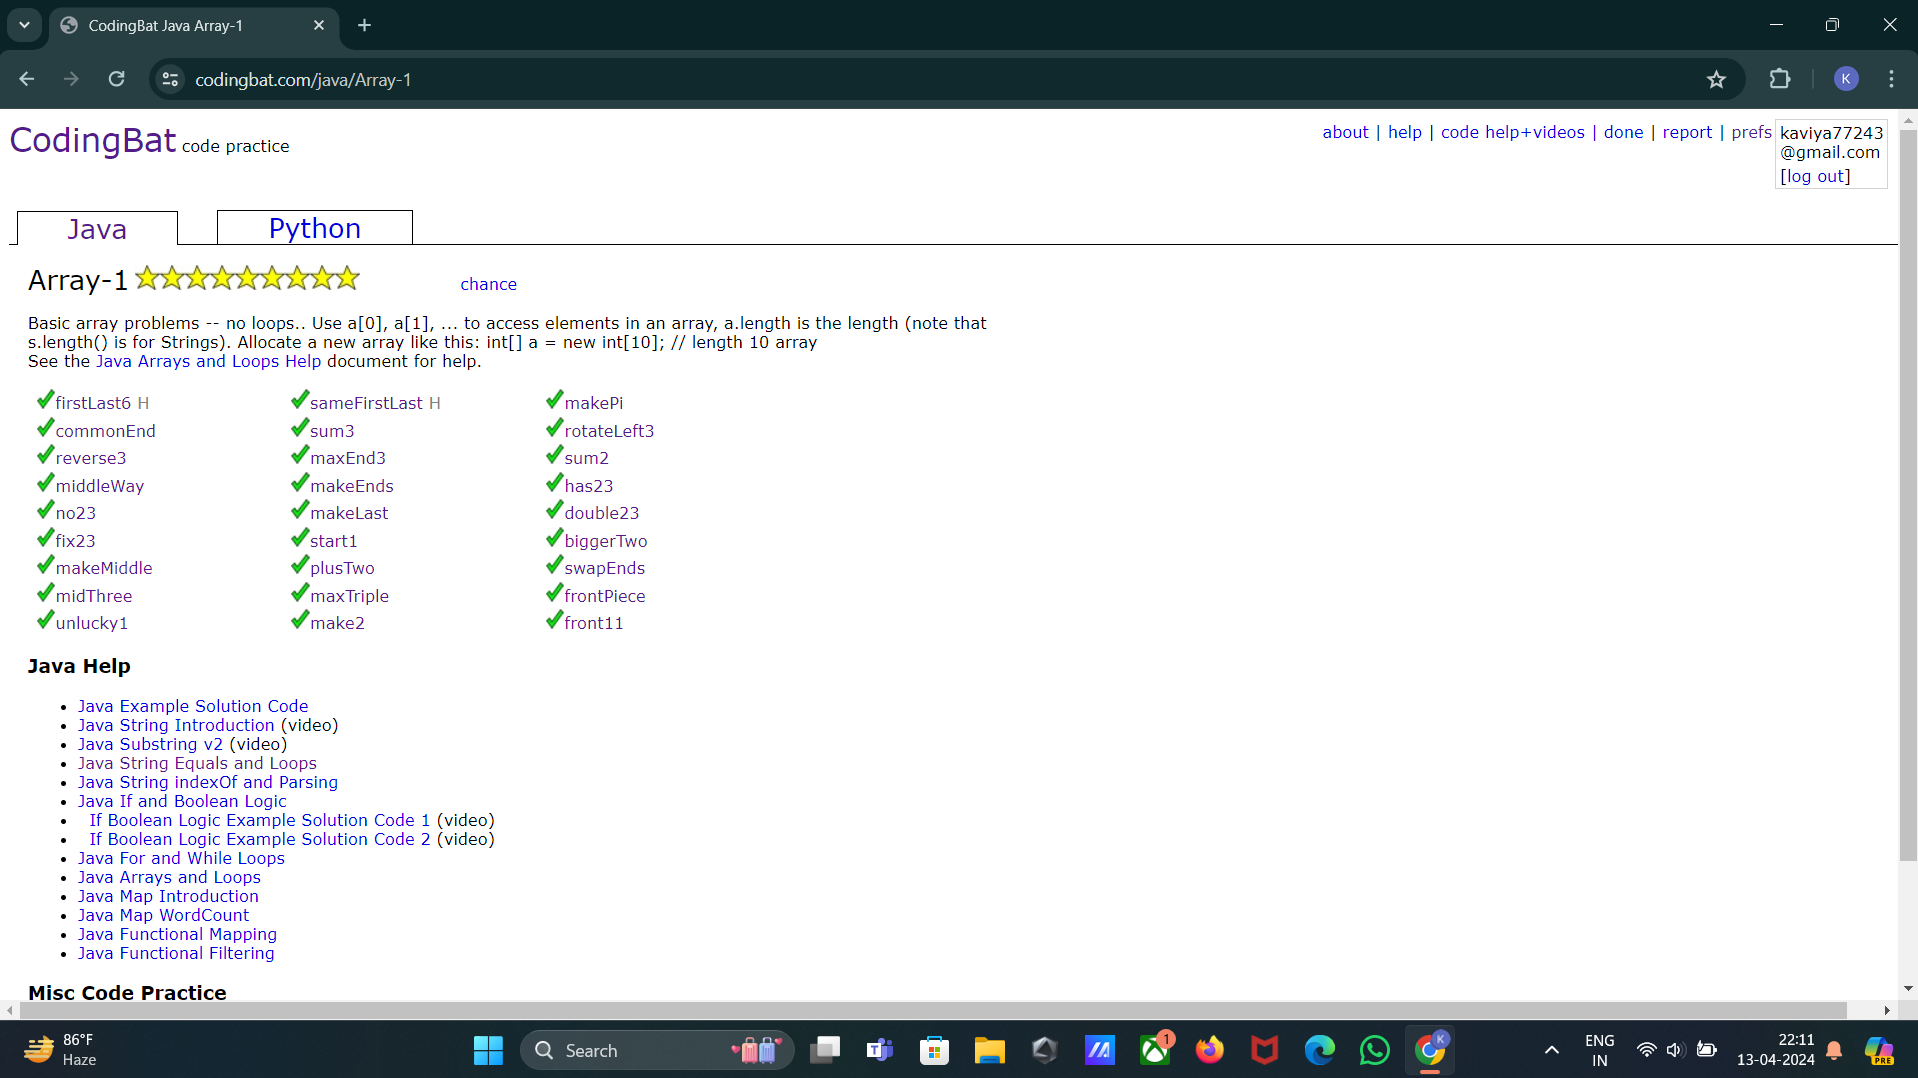 CodingBat Java Array-1
codingbat.com/java/Array-1
K
CodingBat code practice
about | help | code help+videos | done | report | prefs
kaviya77243
@gmail.com
[log out]
Java
Python
Array-1
chance
Basic array problems -- no loops.. Use a[0], a[1], ... to access elements in an array, a.length is the length (note that
s.length() is for Strings). Allocate a new array like this: int[] a = new int[10]; // length 10 array
See the Java Arrays and Loops Help document for help.
firstLast6 H sameFirstLast H makePi
commonEnd sum3 rotateLeft3
reverse3 maxEnd3 sum2
middleWay makeEnds has23
no23 makeLast double23
fix23 start1 biggerTwo
makeMiddle plusTwo swapEnds
midThree maxTriple frontPiece
unlucky1 make2 front11
Java Help
Java Example Solution Code
Java String Introduction (video)
Java Substring v2 (video)
Java String Equals and Loops
Java String indexOf and Parsing
Java If and Boolean Logic
If Boolean Logic Example Solution Code 1 (video)
If Boolean Logic Example Solution Code 2 (video)
Java For and While Loops
Java Arrays and Loops
Java Map Introduction
Java Map WordCount
Java Functional Mapping
Java Functional Filtering
Misc Code Practice
86°F
Haze
Search
1
K
ENG
IN
22:11
13-04-2024
PRE